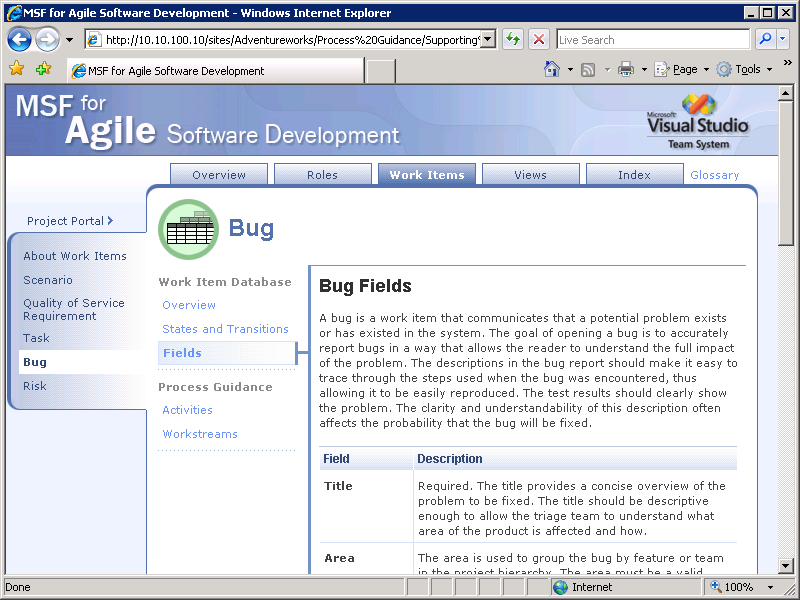 MSF for Agile Software Development - Windows Internet Explorer
http://10.10.100.10/sites/Adventureworks/Process%20Guidance/Supporting
Live Search
MSF for Agile Software Development
Page
Tools
MSF for
Agile Software Development
Microsoft
Visual Studio
Team System
Overview
Roles
Work Items
Views
Index
Glossary
Project Portal
About Work Items
Scenario
Quality of Service
Requirement
Task
Bug
Risk
Bug
Work Item Database
Overview
States and Transitions
Fields
Process Guidance
Activities
Workstreams
Bug Fields
A bug is a work item that communicates that a potential problem exists
or has existed in the system. The goal of opening a bug is to accurately
report bugs in a way that allows the reader to understand the full impact
of the problem. The descriptions in the bug report should make it easy to
trace through the steps used when the bug was encountered, thus
allowing it to be easily reproduced. The test results should clearly show
the problem. The clarity and understandability of this description often
affects the probability that the bug will be fixed.
Field Description
Title Required. The title provides a concise overview of the
problem to be fixed. The title should be descriptive
enough to allow the triage team to understand what
area of the product is affected and how.
Area The area is used to group the bug by feature or team
in the project hierarchy. The area must be a valid
Done
Internet
100%